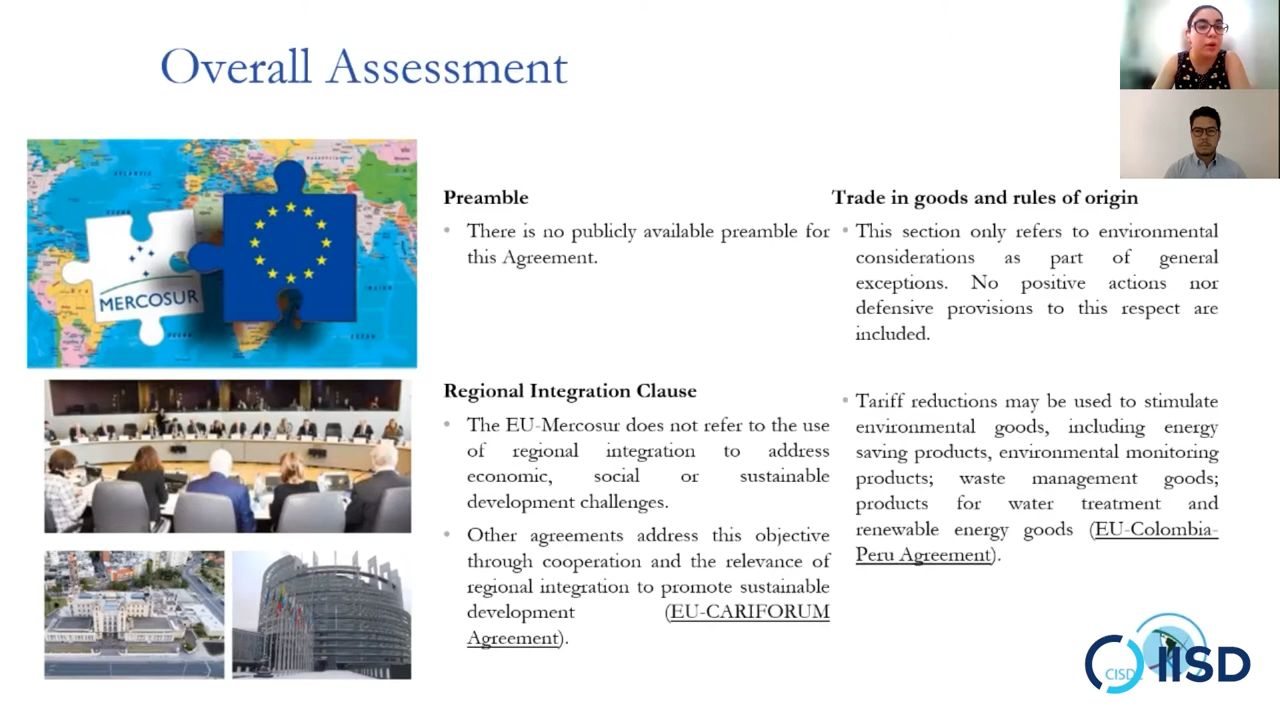 Overall Assessment
MERCOSUR
Preamble
There is no publicly available preamble for
this Agreement.
Regional Integration Clause
The EU-Mercosur does not refer to the use
of regional integration to address
economic, social or sustainable
development challenges.
Other agreements address this objective
through cooperation and the relevance of
regional integration to promote sustainable
development (EU-CARIFORUM
Agreement).
Trade in goods and rules of origin
This section only refers to environmental
considerations as part of general
exceptions. No positive actions nor
defensive provisions to this respect are
included.
Tariff reductions may be used to stimulate
environmental goods, including energy
saving products, environmental monitoring
products; waste management goods;
products for water treatment and
renewable energy goods (EU-Colombia-
Peru Agreement).
IISD